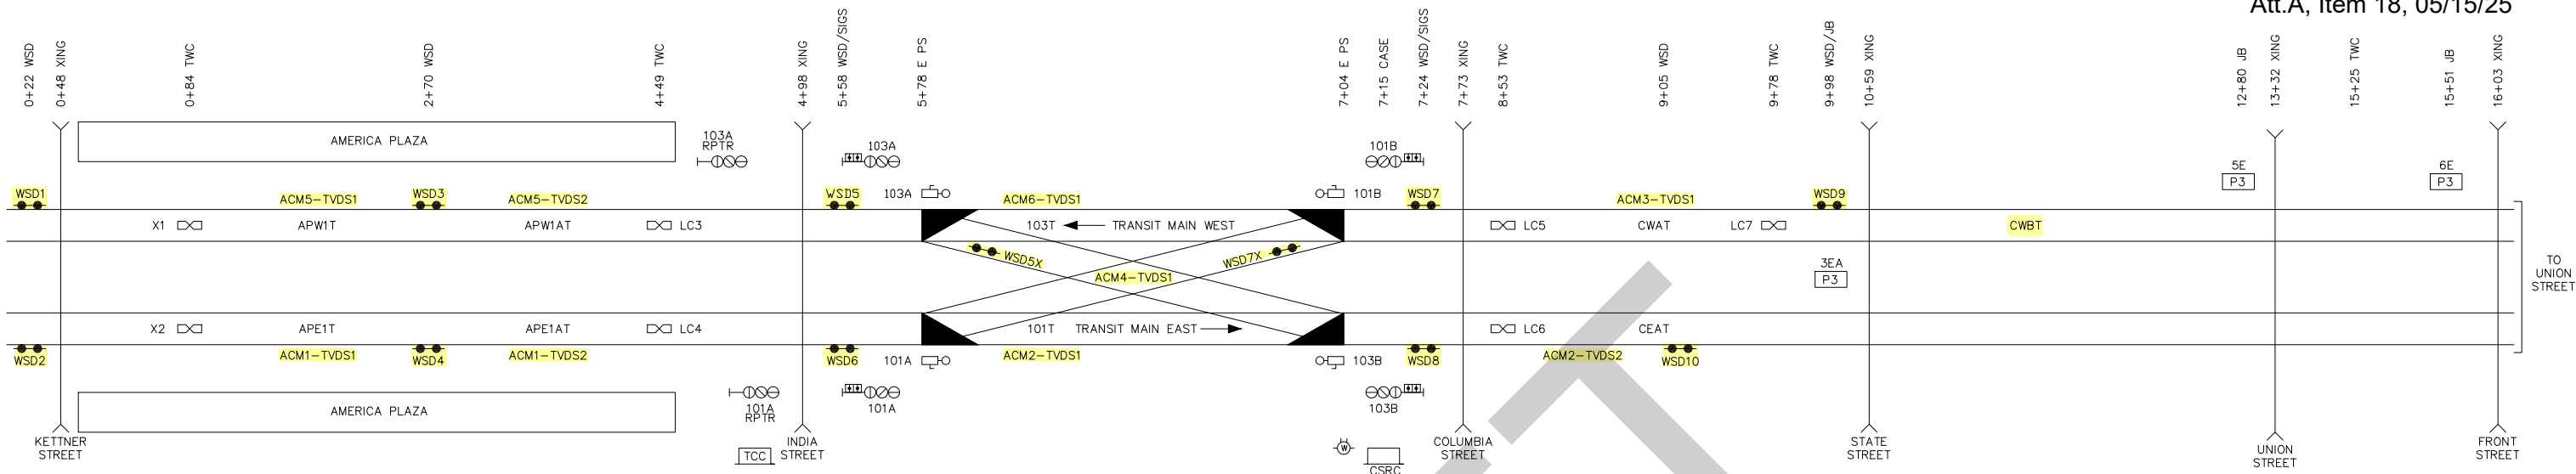 Att.A, Item 18, 05/15/25
0+22 WSD
0+48 XING
0+84 TWC
2+70 WSD
4+49 TWC
4+98 XING
5+58 WSD/SIGS
5+78 E PS
7+04 E PS
7+15 CASE
7+24 WSD/SIGS
7+73 XING
8+53 TWC
9+05 WSD
9+78 TWC
9+98 WSD/JB
10+59 XING
12+80 JB
13+32 XING
15+25 TWC
15+51 JB
16+03 XING
AMERICA PLAZA
103A
RPTR
103A
101B
5E
P3
6E
P3
WSD1
ACM5-TVDS1
WSD3
ACM5-TVDS2
WSD5
103A
ACM6-TVDS1
101B
WSD7
ACM3-TVDS1
WSD9
X1
APW1T
APW1AT
LC3
103T
TRANSIT MAIN WEST
LC5
CWAT
LC7
CWBT
WSD5X
WSD7X
ACM4-TVDS1
3EA
P3
TO
UNION
STREET
X2
APE1T
APE1AT
LC4
101T
TRANSIT MAIN EAST
LC6
CEAT
WSD2
ACM1-TVDS1
WSD4
ACM1-TVDS2
WSD6
101A
ACM2-TVDS1
103B
WSD8
ACM2-TVDS2
WSD10
AMERICA PLAZA
101A
RPTR
101A
103B
KETTNER
STREET
TCC
INDIA
STREET
W
CSRC
COLUMBIA
STREET
STATE
STREET
UNION
STREET
FRONT
STREET